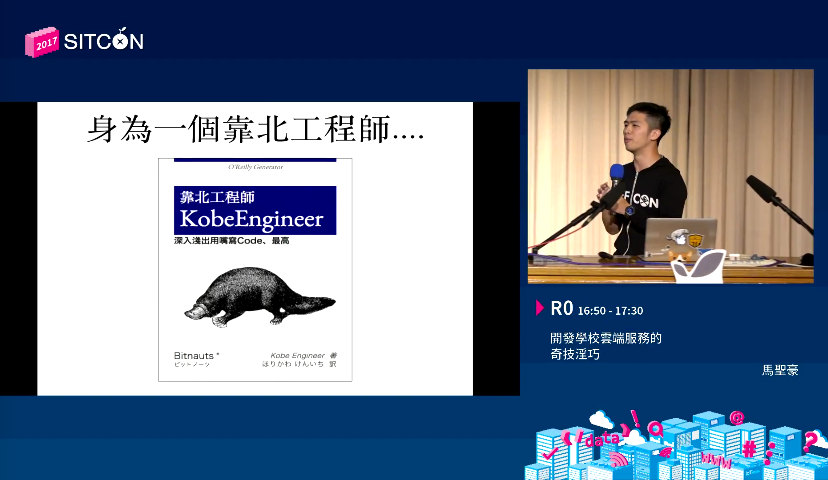 2017 SITCON
身為一個靠北工程師....
O'Reilly Generator
靠北工程師
KobeEngineer
深入淺出用嘴寫Code、最高
Bitnauts
ビットノーツ
Kobe Engineer 著
ほりかわ けんいち 訳
R0 16:50 - 17:30
開發學校雲端服務的
奇技淫巧
馬聖豪
data
www